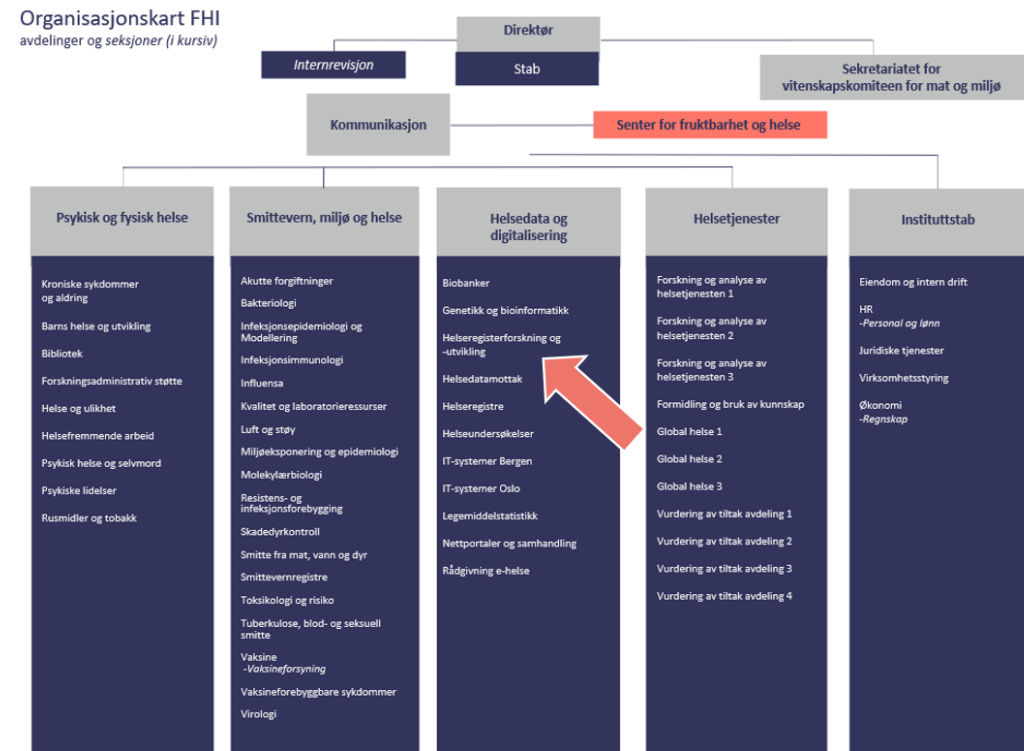 Organisasjonskart FHI
avdelinger og seksjoner (i kursiv)
Direktør
Stab
Internrevisjon
Sekretariatet for
vitenskapskomiteen for mat og miljø
Kommunikasjon
Senter for fruktbarhet og helse
Psykisk og fysisk helse
Kroniske sykdommer
og aldring
Barns helse og utvikling
Bibliotek
Forskningsadministrativ støtte
Helse og ulikhet
Helsefremmende arbeid
Psykisk helse og selvmord
Psykiske lidelser
Rusmidler og tobakk
Smittevern, miljø og helse
Akutte forgiftninger
Bakteriologi
Infeksjonsepidemiologi og
Modellering
Infeksjonsimmunologi
Influensa
Kvalitet og laboratorieressurser
Luft og støy
Miljøeksponering og epidemiologi
Molekylærbiologi
Resistens- og
infeksjonsforebygging
Skadedyrkontroll
Smitte fra mat, vann og dyr
Smittevernregistre
Toksikologi og risiko
Tuberkulose, blod- og seksuell
smitte
Vaksine
-Vaksineforsyning
Vaksineforebyggbare sykdommer
Virologi
Helsedata og
digitalisering
Biobanker
Genetikk og bioinformatikk
Helseregisterforskning og
-utvikling
Helsedatamottak
Helseregistre
Helseundersøkelser
IT-systemer Bergen
IT-systemer Oslo
Legemiddelstatistikk
Nettportaler og samhandling
Rådgivning e-helse
Helsetjenester
Forskning og analyse av
helsetjenesten 1
Forskning og analyse av
helsetjenesten 2
Forskning og analyse av
helsetjenesten 3
Formidling og bruk av kunnskap
Global helse 1
Global helse 2
Global helse 3
Vurdering av tiltak avdeling 1
Vurdering av tiltak avdeling 2
Vurdering av tiltak avdeling 3
Vurdering av tiltak avdeling 4
Instituttstab
Eiendom og intern drift
HR
-Personal og lønn
Juridiske tjenester
Virksomhetsstyring
Økonomi
-Regnskap